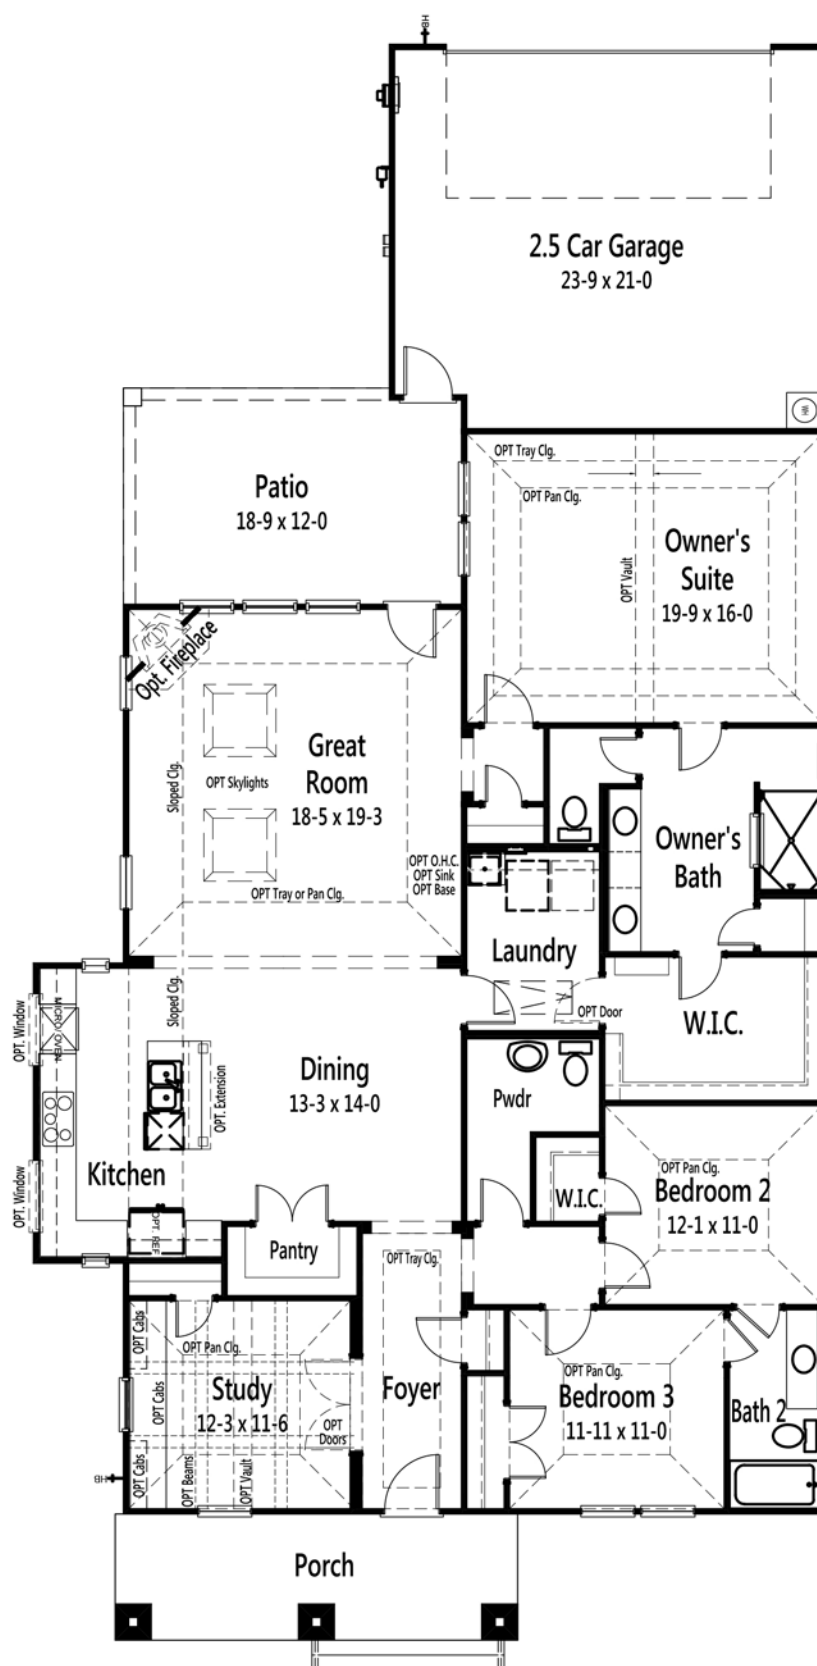 HB
2.5 Car Garage
23-9 x 21-0
WH
OPT Tray Clg.
OPT Pan Clg.
OPT Vault
Owner's
Suite
19-9 x 16-0
Patio
18-9 x 12-0
Opt. Fireplace
Great
Room
18-5 x 19-3
Sloped Clg.
OPT Skylights
OPT Tray or Pan Clg.
OPT O.H.C.
OPT Sink
OPT Base
Owner's
Bath
Laundry
OPT Door
W.I.C.
OPT. Window
MICRO/OVEN
Sloped Clg.
OPT. Extension
Dining
13-3 x 14-0
Kitchen
OPT. Window
OPT. REF
Pantry
Pwdr
W.I.C.
OPT Pan Clg.
Bedroom 2
12-1 x 11-0
OPT Tray Clg.
OPT Cabs
OPT Pan Clg.
OPT Cabs
Study
12-3 x 11-6
OPT
Doors
OPT Cabs
OPT Beams
OPT Vault
HB
Foyer
OPT Pan Clg.
Bedroom 3
11-11 x 11-0
Bath 2
Porch